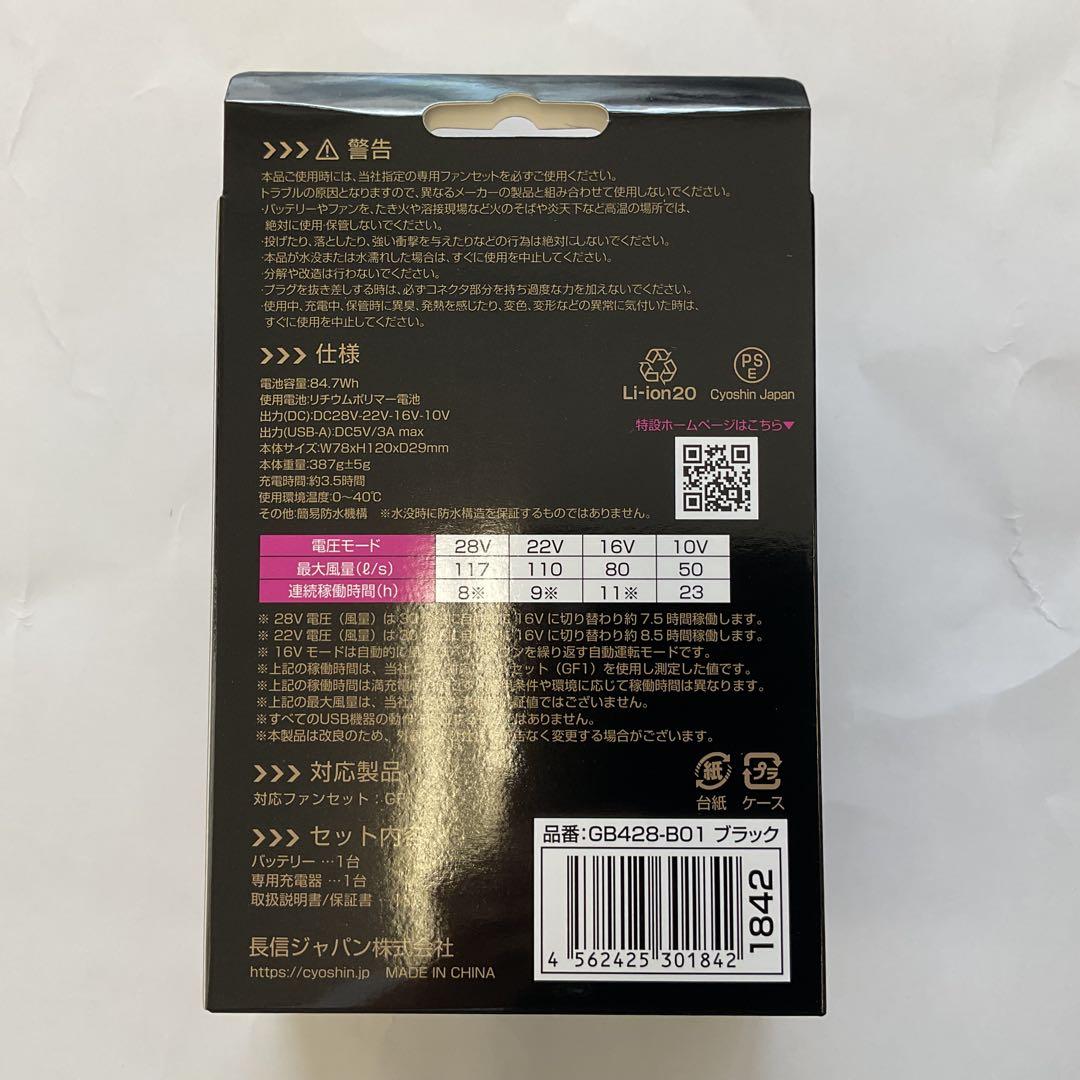 >>> ⚠ 警告
本品ご使用時には、当社指定の専用ファンセットを必ずご使用ください。
トラブルの原因となりますので、異なるメーカーの製品と組み合わせて使用しないでください。
・バッテリーやファンを、たき火や溶接現場など火のそばや炎天下など高温の場所では、
絶対に使用・保管しないでください。
・投げたり、落としたり、強い衝撃を与えたりなどの行為は絶対にしないでください。
・本品が水没または水濡れした場合は、すぐに使用を中止してください。
・分解や改造は行わないでください。
・プラグを抜き差しする時は、必ずコネクタ部分を持ち過度な力を加えないでください。
・使用中、充電中、保管時に異臭、発熱を感じたり、変色、変形などの異常に気付いた時は、
すぐに使用を中止してください。
>>> 仕様
電池容量:84.7Wh
使用電池:リチウムポリマー電池
出力(DC):DC28V-22V-16V-10V
出力(USB-A):DC5V/3A max
本体サイズ:W78xH120xD29mm
本体重量:387g±5g
充電時間:約3.5時間
使用環境温度:0～40℃
その他:簡易防水機構 ※水没時に防水構造を保証するものではありません。
Li-ion20
PS E
Cyoshin Japan
特設ホームページはこちら▼
電圧モード 28V 22V 16V 10V
最大風量(ℓ/s) 117 110 80 50
連続稼働時間(h) 8※ 9※ 11※ 23
※ 28V 電圧（風量）は 30 自 16V に切り替わり約 7.5 時間稼働します。
※ 22V 電圧（風量）は 30 16V に切り替わり約 8.5 時間稼働します。
※ 16V モードは自動的に を繰り返す自動運転モードです。
※上記の稼働時間は、当社 セット（GF1）を使用し測定した値です。
※上記の稼働時間は満充電 条件や環境に応じて稼働時間は異なります。
※上記の最大風量は、当社 証値ではございません。
※すべてのUSB機器の動作 はありません。
※本製品は改良のため、外 告なく変更する場合がございます。
>>> 対応製品
対応ファンセット：
紙
台紙
プラ
ケース
>>> セット内容
バッテリー …1台
専用充電器 …1台
取扱説明書/保証書
長信ジャパン株式会社
https://cyoshin.jp MADE IN CHINA
品番:GB428-B01 ブラック
1842
4 562425 301842